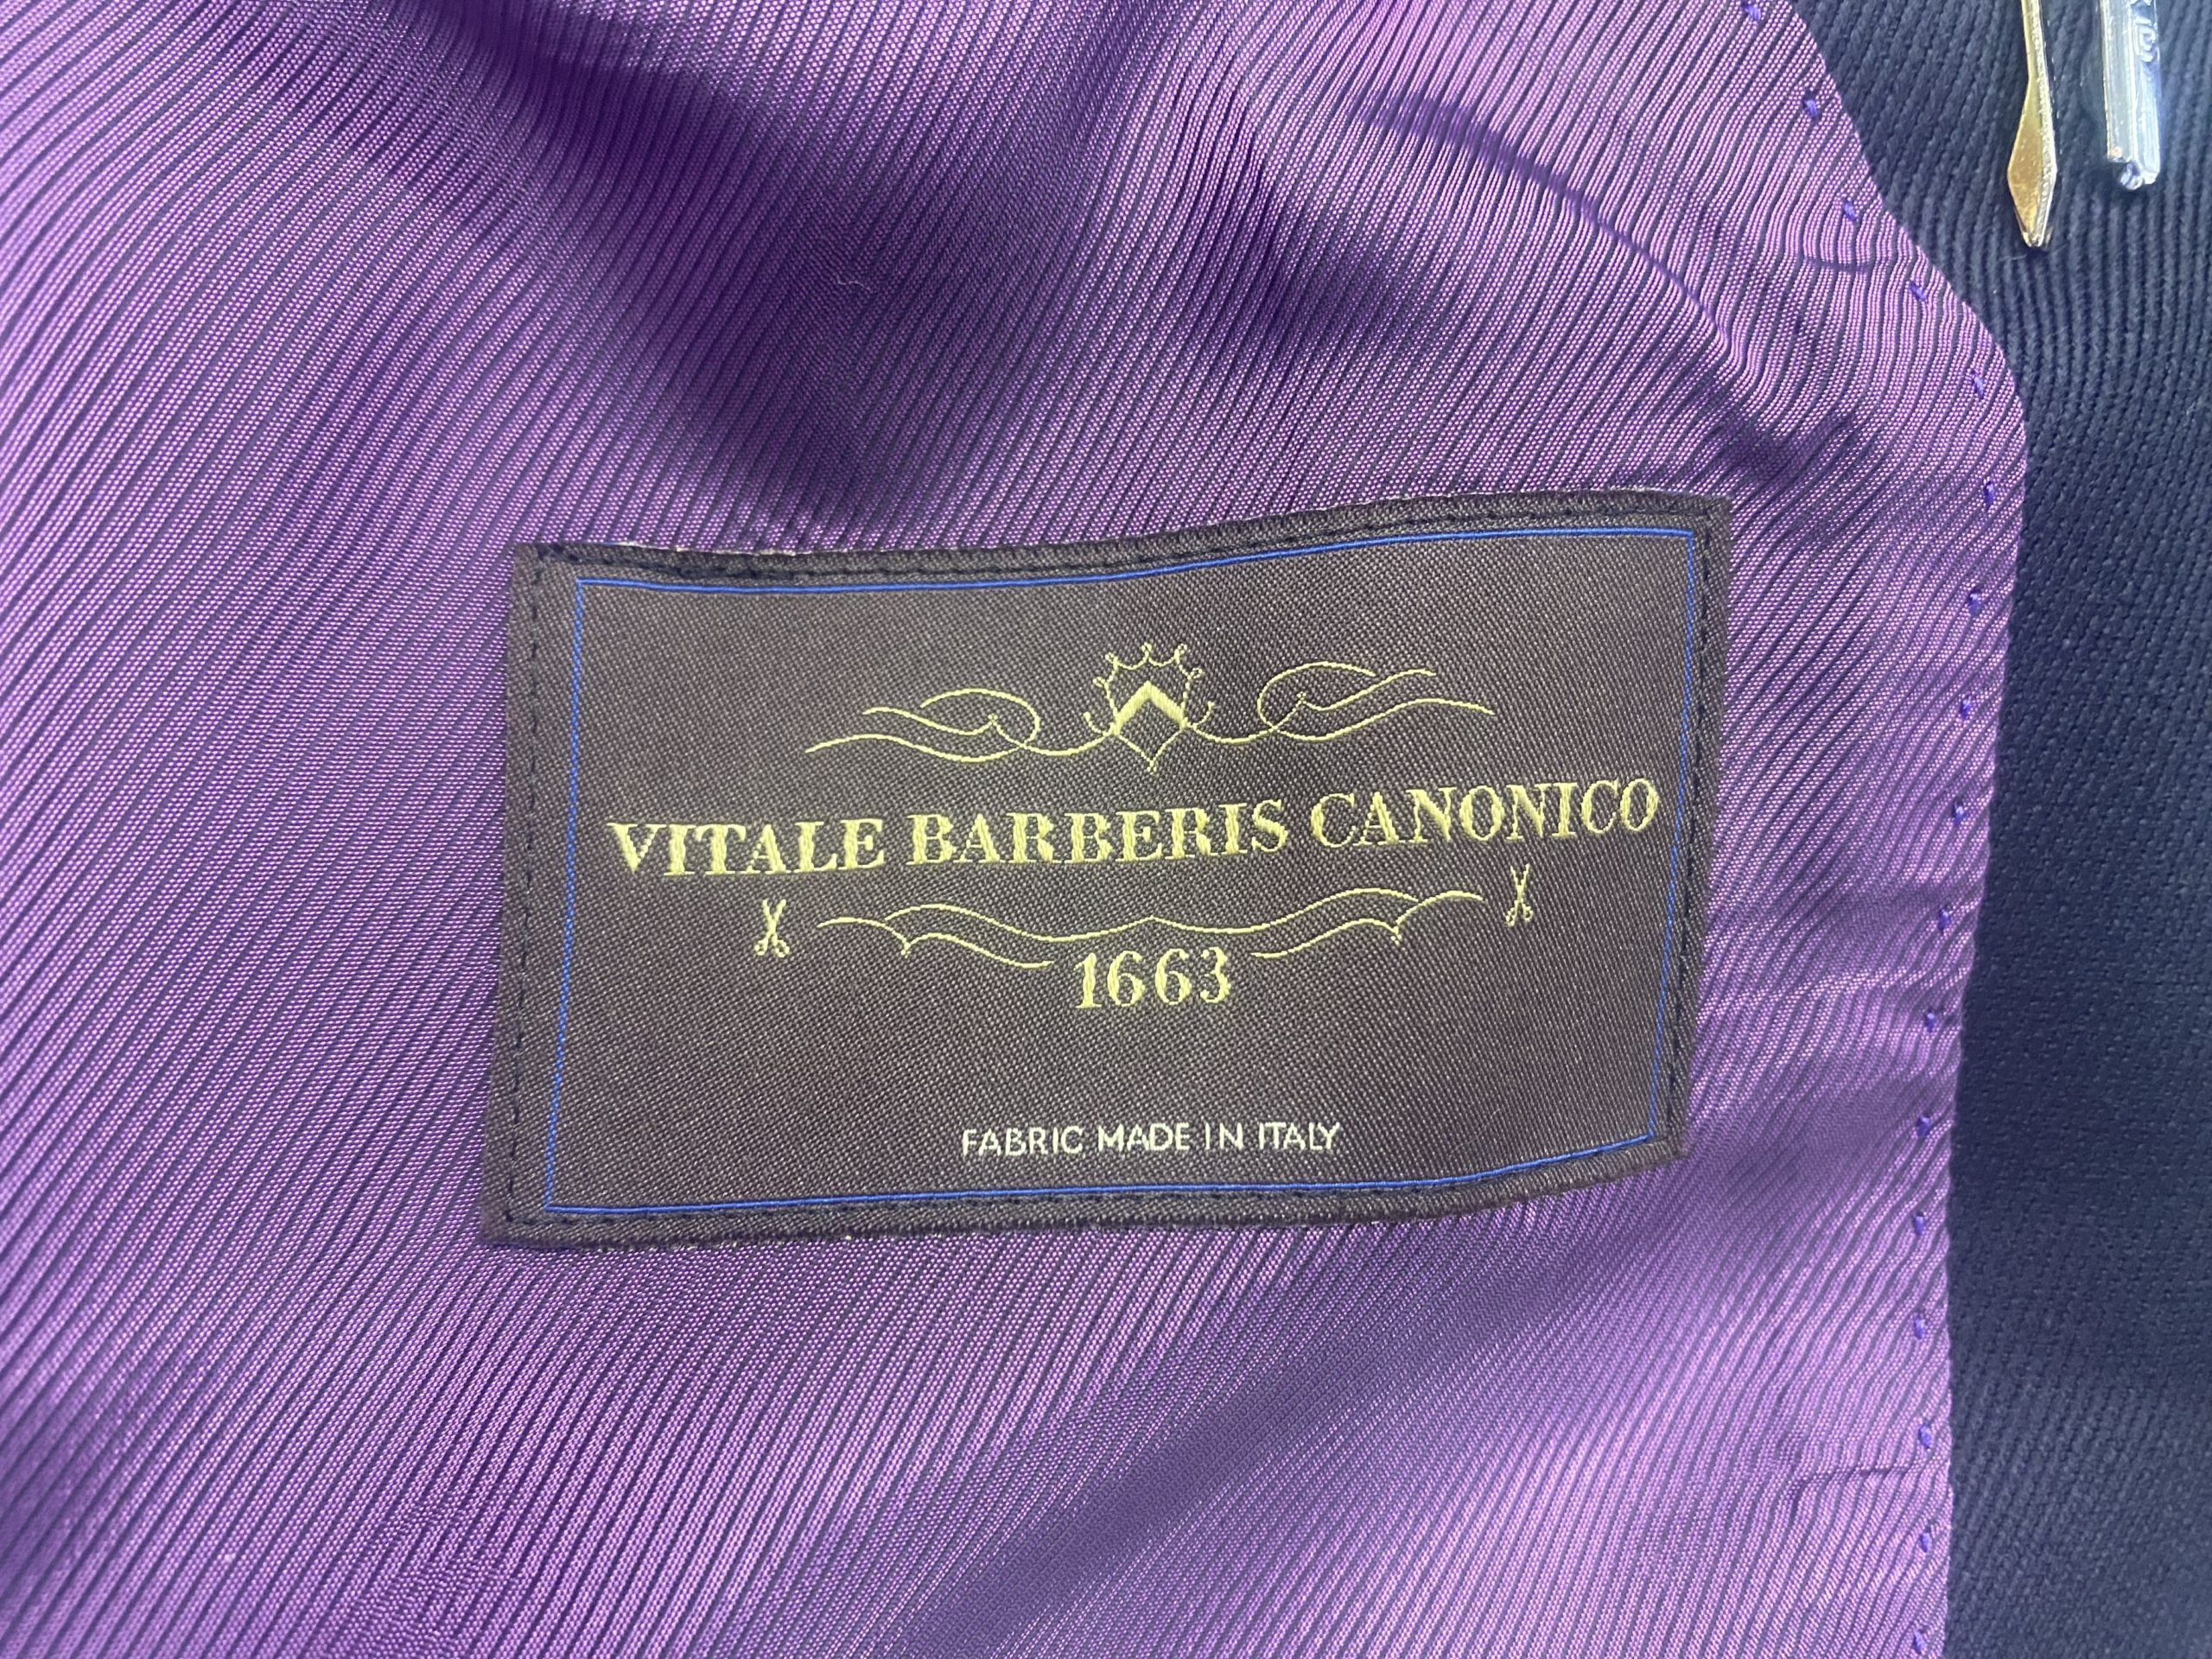 VITALE BARBERIS CANONICO
1663
FABRIC MADE IN ITALY